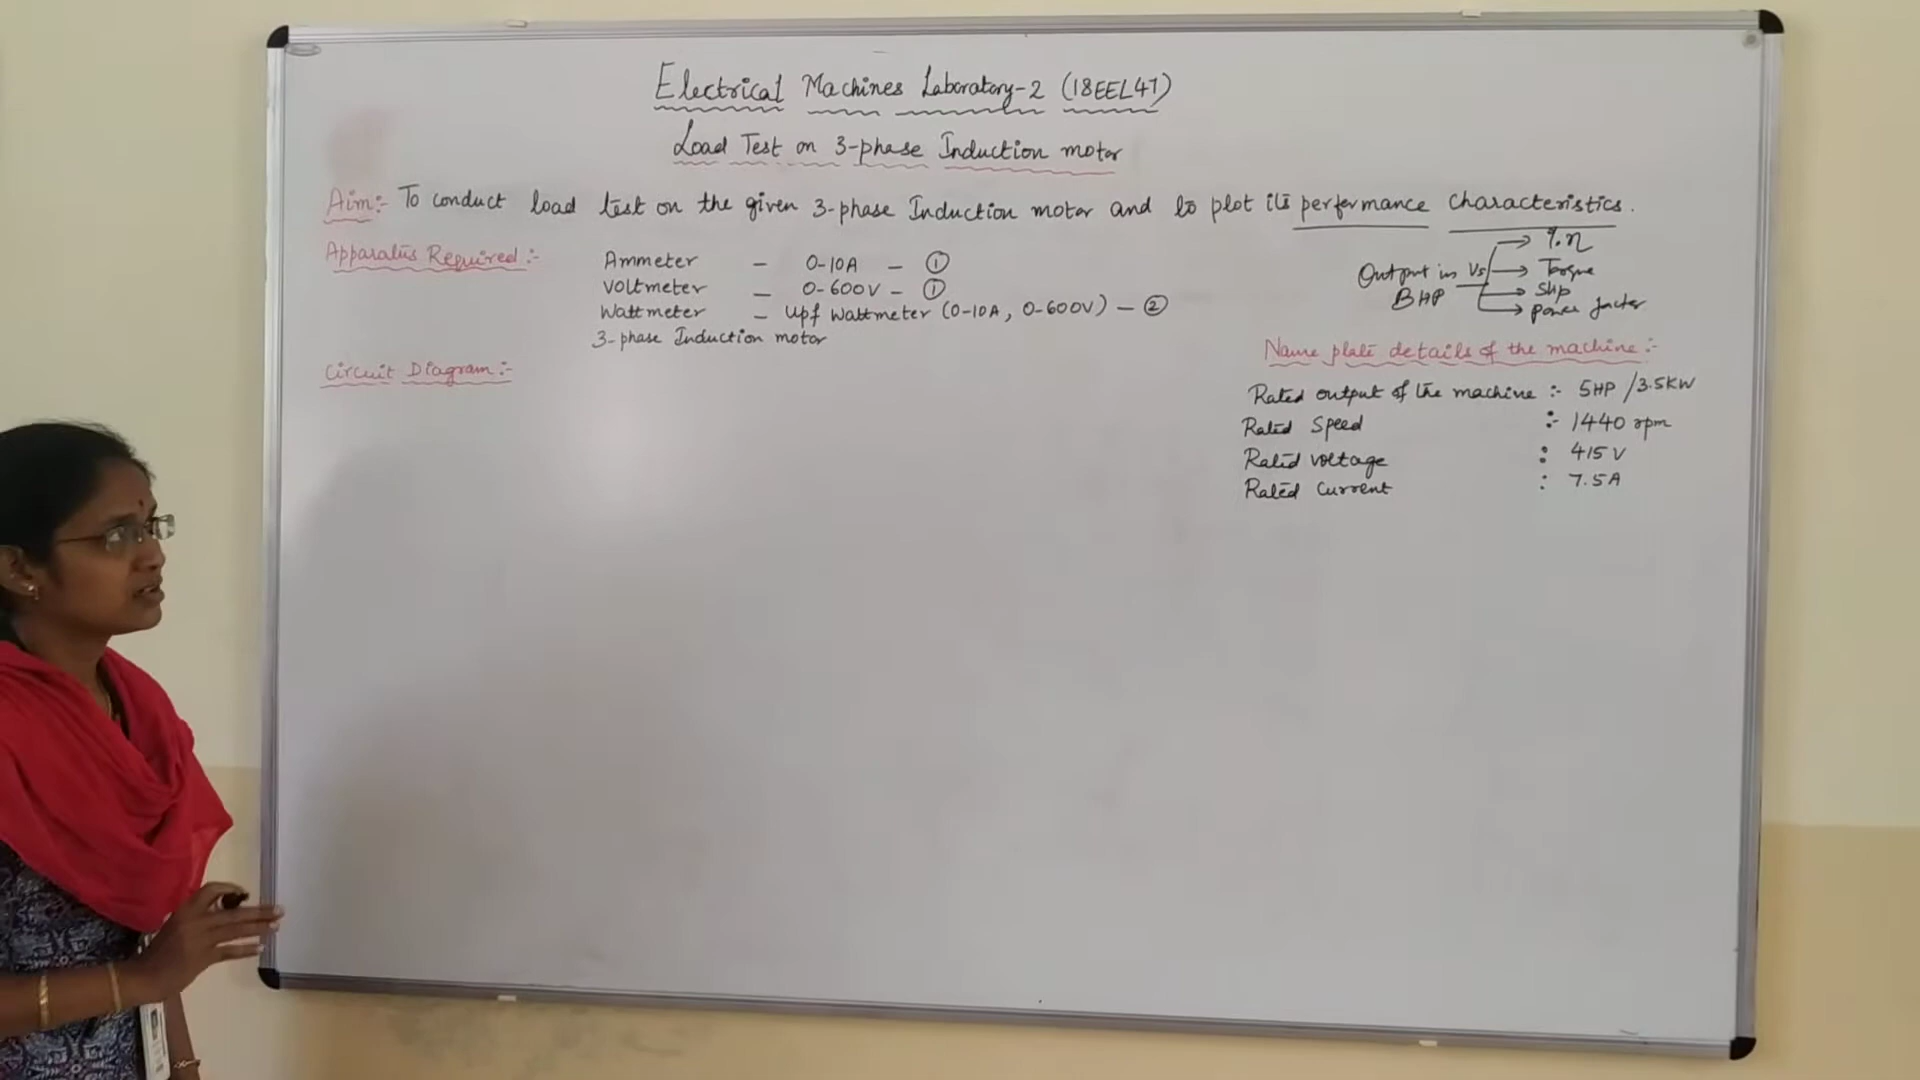 Electrical Machines Laboratory-2 (18EEL47)
Load Test on 3-phase Induction motor
Aim:- To conduct load test on the given 3-phase Induction motor and to plot its performance characteristics.
Apparatus Required:-
Ammeter - 0-10A - ①
Voltmeter - 0-600V - ①
Wattmeter - upf wattmeter (0-10A, 0-600V) - ②
3-phase Induction motor
Output in Vs → %η
BHP → Torque
→ Slip
→ Power factor
Circuit Diagram:-
Name plate details of the machine:-
Rated output of the machine :- 5HP /3.5KW
Rated Speed :- 1440 rpm
Rated voltage : 415 V
Rated Current : 7.5A